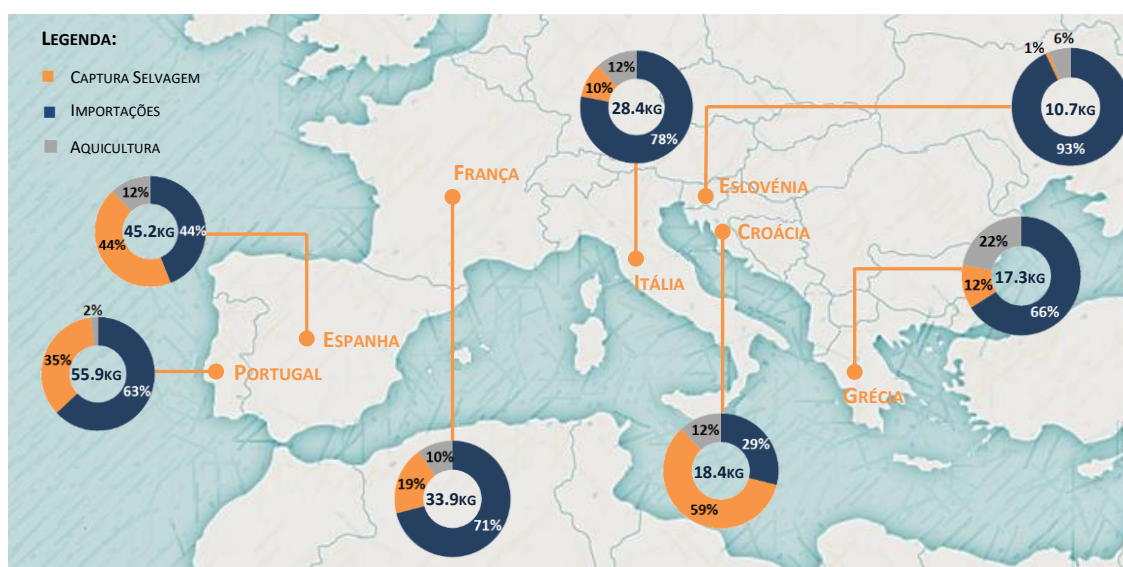 LEGENDA:
CAPTURA SELVAGEM
IMPORTAÇÕES
AQUICULTURA
12%
10%
28.4KG
78%
1%
6%
10.7KG
93%
FRANÇA
ESLOVÉNIA
12%
45.2KG
44%
44%
CROÁCIA
ITÁLIA
22%
12%
17.3KG
66%
2%
35%
55.9KG
63%
ESPANHA
PORTUGAL
GRÉCIA
10%
19%
33.9KG
71%
12%
29%
18.4KG
59%